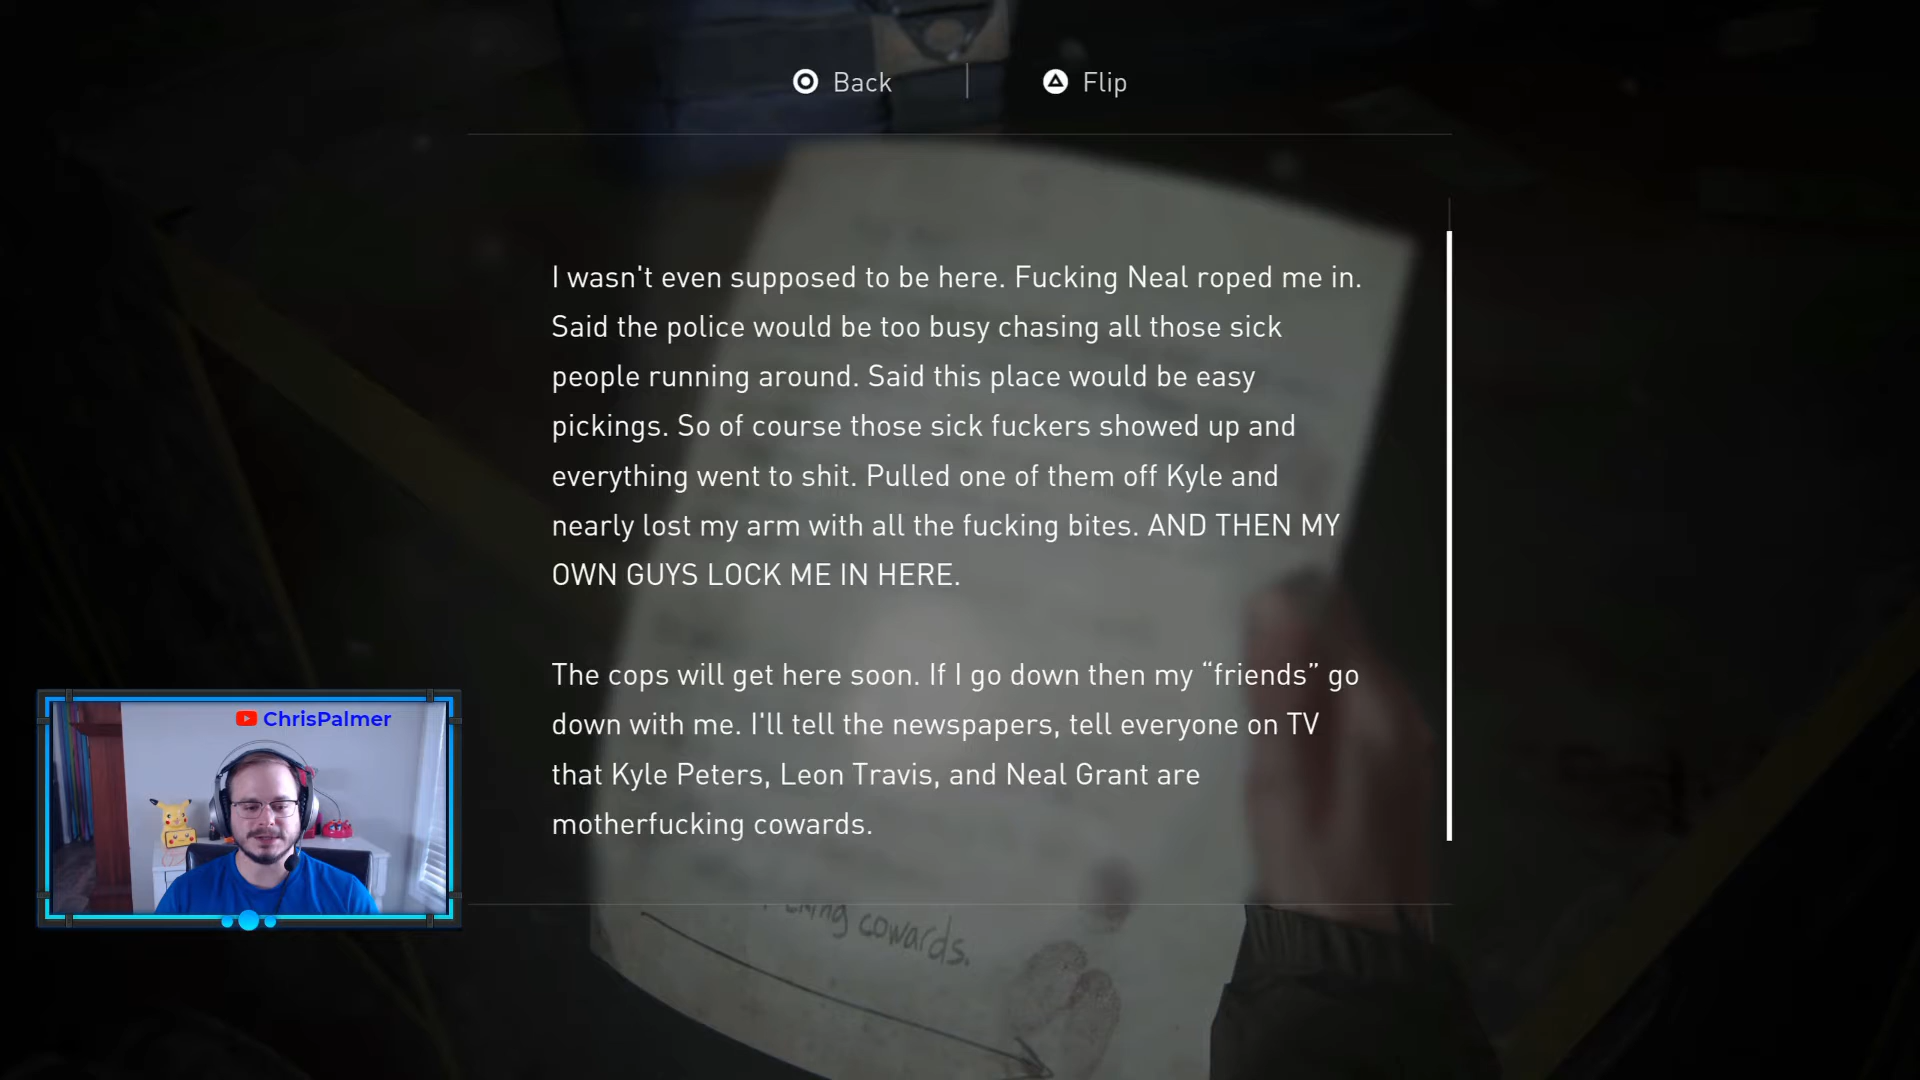 Back
Flip
I wasn't even supposed to be here. Fucking Neal roped me in.
Said the police would be too busy chasing all those sick
people running around. Said this place would be easy
pickings. So of course those sick fuckers showed up and
everything went to shit. Pulled one of them off Kyle and
nearly lost my arm with all the fucking bites. AND THEN MY
OWN GUYS LOCK ME IN HERE.
The cops will get here soon. If I go down then my “friends” go
down with me. I'll tell the newspapers, tell everyone on TV
that Kyle Peters, Leon Travis, and Neal Grant are
motherfucking cowards.
ChrisPalmer
cowards.